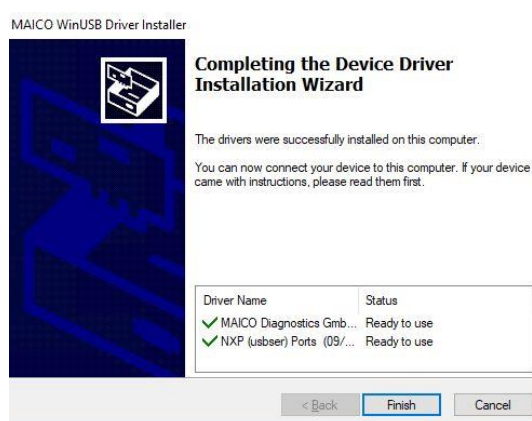 MAICO WinUSB Driver Installer
Completing the Device Driver
Installation Wizard
The drivers were successfully installed on this computer.
You can now connect your device to this computer. If your device
came with instructions, please read them first.
Driver Name Status
MAICO Diagnostics Gmb... Ready to use
NXP (usbser) Ports (09/... Ready to use
< Back Finish Cancel